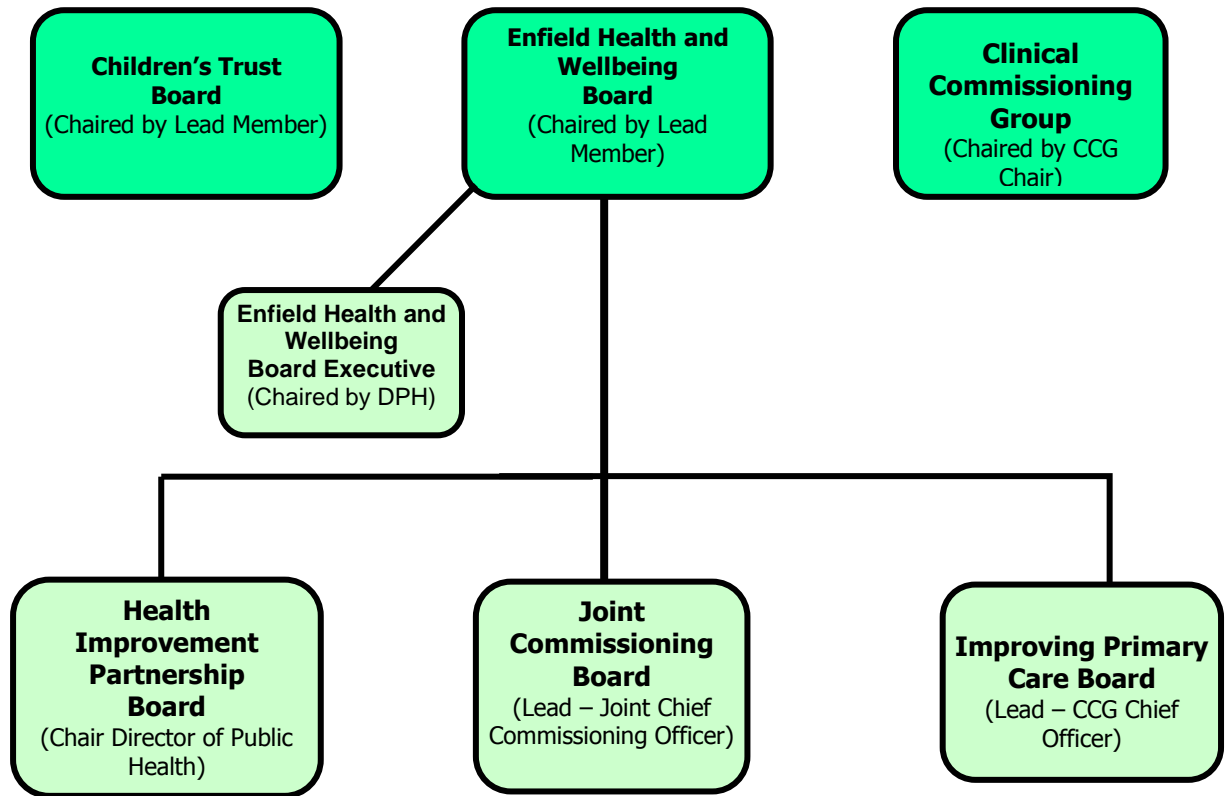 Children's Trust
Board
(Chaired by Lead Member)
Enfield Health and
Wellbeing
Board
(Chaired by Lead
Member)
Clinical
Commissioning
Group
(Chaired by CCG
Chair)
Enfield Health and
Wellbeing
Board Executive
(Chaired by DPH)
Health
Improvement
Partnership
Board
(Chair Director of Public
Health)
Joint
Commissioning
Board
(Lead – Joint Chief
Commissioning Officer)
Improving Primary
Care Board
(Lead – CCG Chief
Officer)